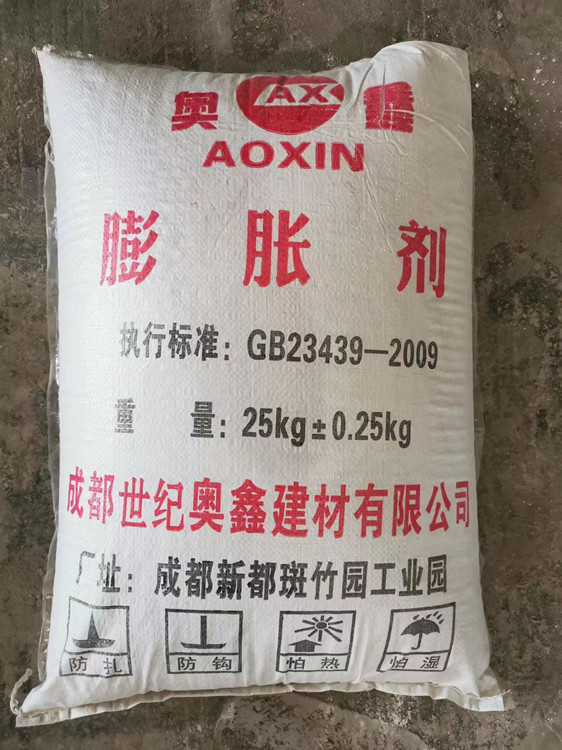 奥 AX 鑫
AOXIN
膨胀剂
执行标准：GB23439—2009
重 量：25kg±0.25kg
成都世纪奥鑫建材有限公司
厂址：成都新都斑竹园工业园
防扎 防钩 怕热 怕湿